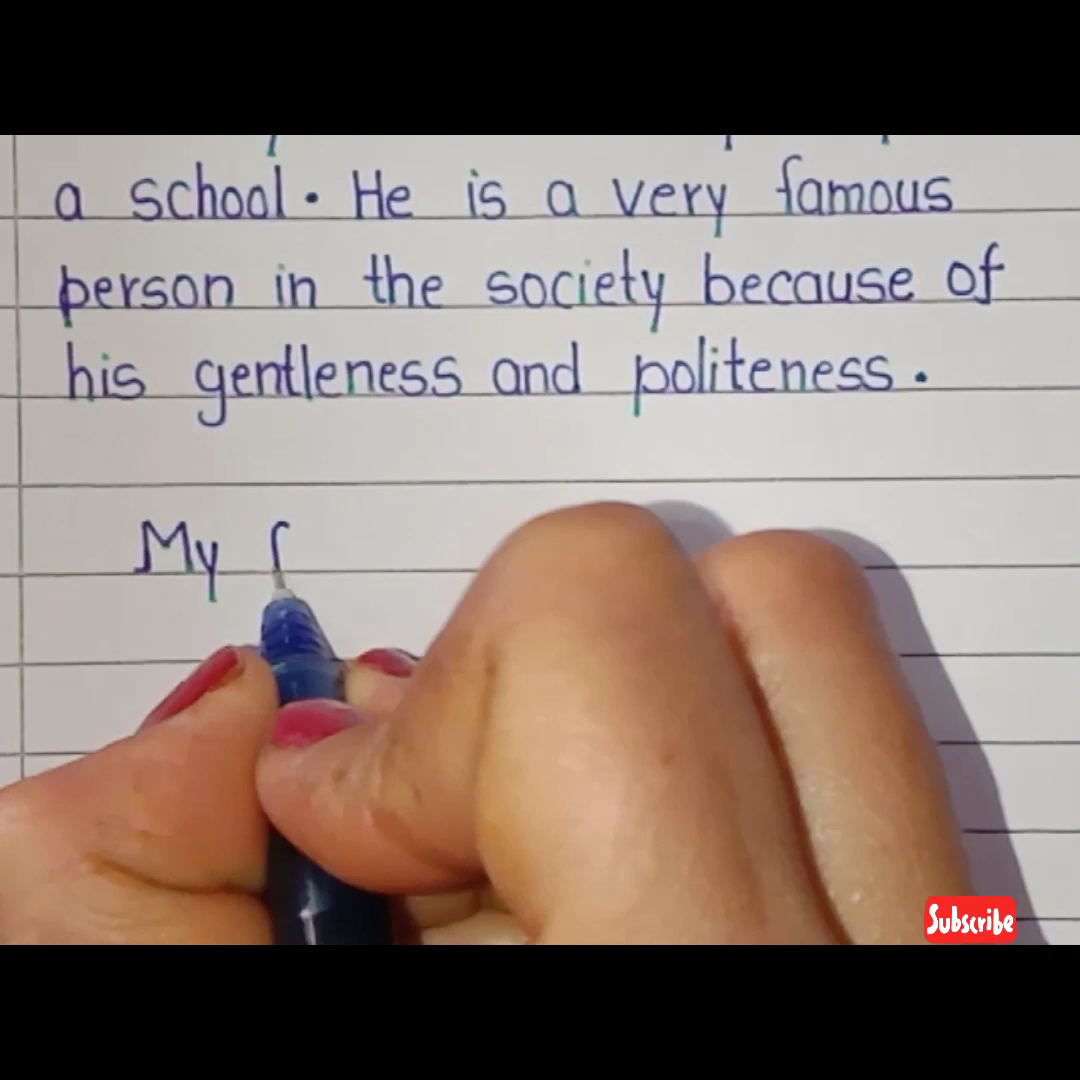 a school. He is a very famous
person in the society because of
his gentleness and politeness.
My
Subscribe